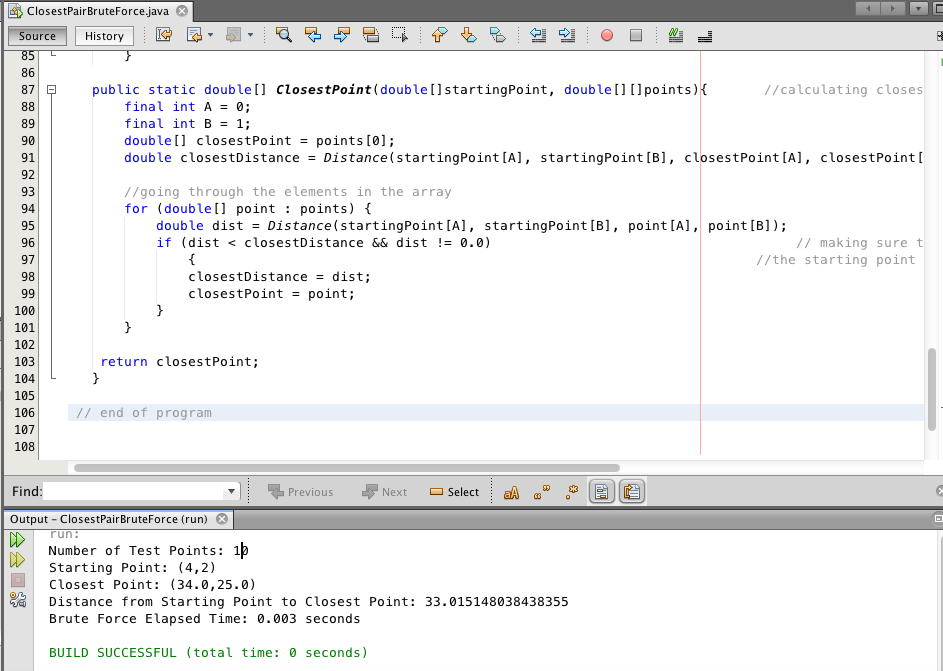 ClosestPairBruteForce.java
Source History
85 }
86
87 public static double[] ClosestPoint(double[]startingPoint, double[][]points){ //calculating closes
88 final int A = 0;
89 final int B = 1;
90 double[] closestPoint = points[0];
91 double closestDistance = Distance(startingPoint[A], startingPoint[B], closestPoint[A], closestPoint[
92
93 //going through the elements in the array
94 for (double[] point : points) {
95 double dist = Distance(startingPoint[A], startingPoint[B], point[A], point[B]);
96 if (dist < closestDistance && dist != 0.0) // making sure t
97 { //the starting point
98 closestDistance = dist;
99 closestPoint = point;
100 }
101 }
102
103 return closestPoint;
104 }
105
106 // end of program
107
108
Find: Previous Next Select
Output - ClosestPairBruteForce (run)
run:
Number of Test Points: 10
Starting Point: (4,2)
Closest Point: (34.0,25.0)
Distance from Starting Point to Closest Point: 33.015148038438355
Brute Force Elapsed Time: 0.003 seconds
BUILD SUCCESSFUL (total time: 0 seconds)